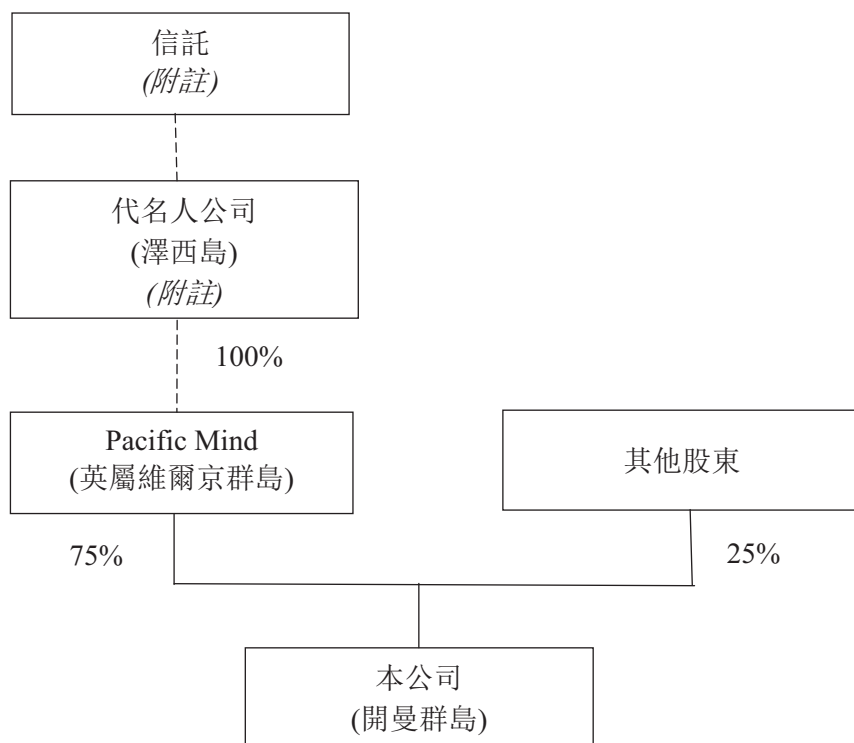 信託
(附註)
代名人公司
(澤西島)
(附註)
100%
Pacific Mind
(英屬維爾京群島)
其他股東
75%
25%
本公司
(開曼群島)